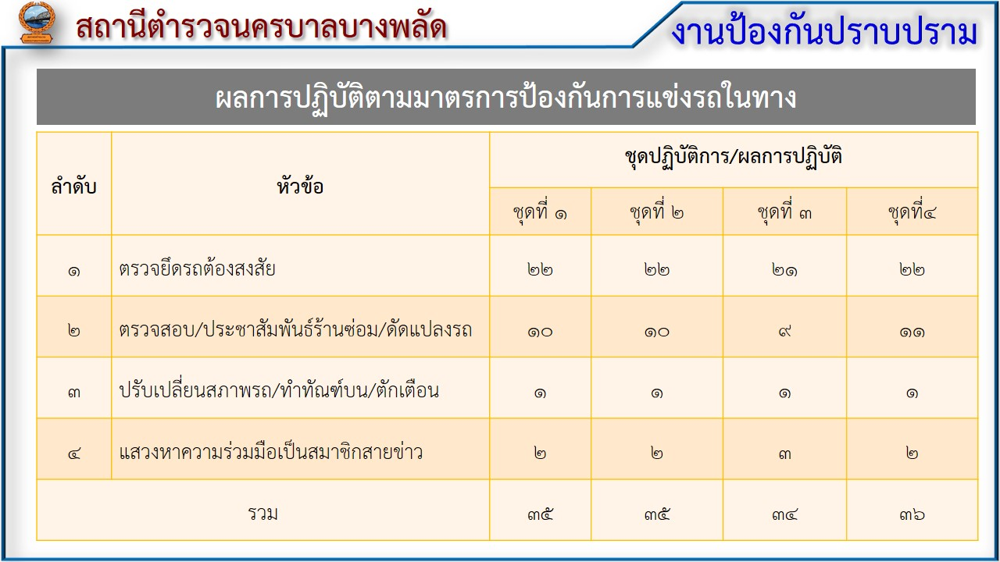 สถานีตำรวจนครบาลบางพลัด
งานป้องกันปราบปราม
ผลการปฏิบัติตามมาตรการป้องกันการแข่งรถในทาง
ลำดับ หัวข้อ ชุดปฏิบัติการ/ผลการปฏิบัติ
ชุดที่ ๑ ชุดที่ ๒ ชุดที่ ๓ ชุดที่๔
๑ ตรวจยึดรถต้องสงสัย ๒๒ ๒๒ ๒๑ ๒๒
๒ ตรวจสอบ/ประชาสัมพันธ์ร้านซ่อม/ดัดแปลงรถ ๑๐ ๑๐ ๙ ๑๑
๓ ปรับเปลี่ยนสภาพรถ/ทำทัณฑ์บน/ตักเตือน ๑ ๑ ๑ ๑
๔ แสวงหาความร่วมมือเป็นสมาชิกสายข่าว ๒ ๒ ๓ ๒
รวม ๓๕ ๓๕ ๓๔ ๓๖